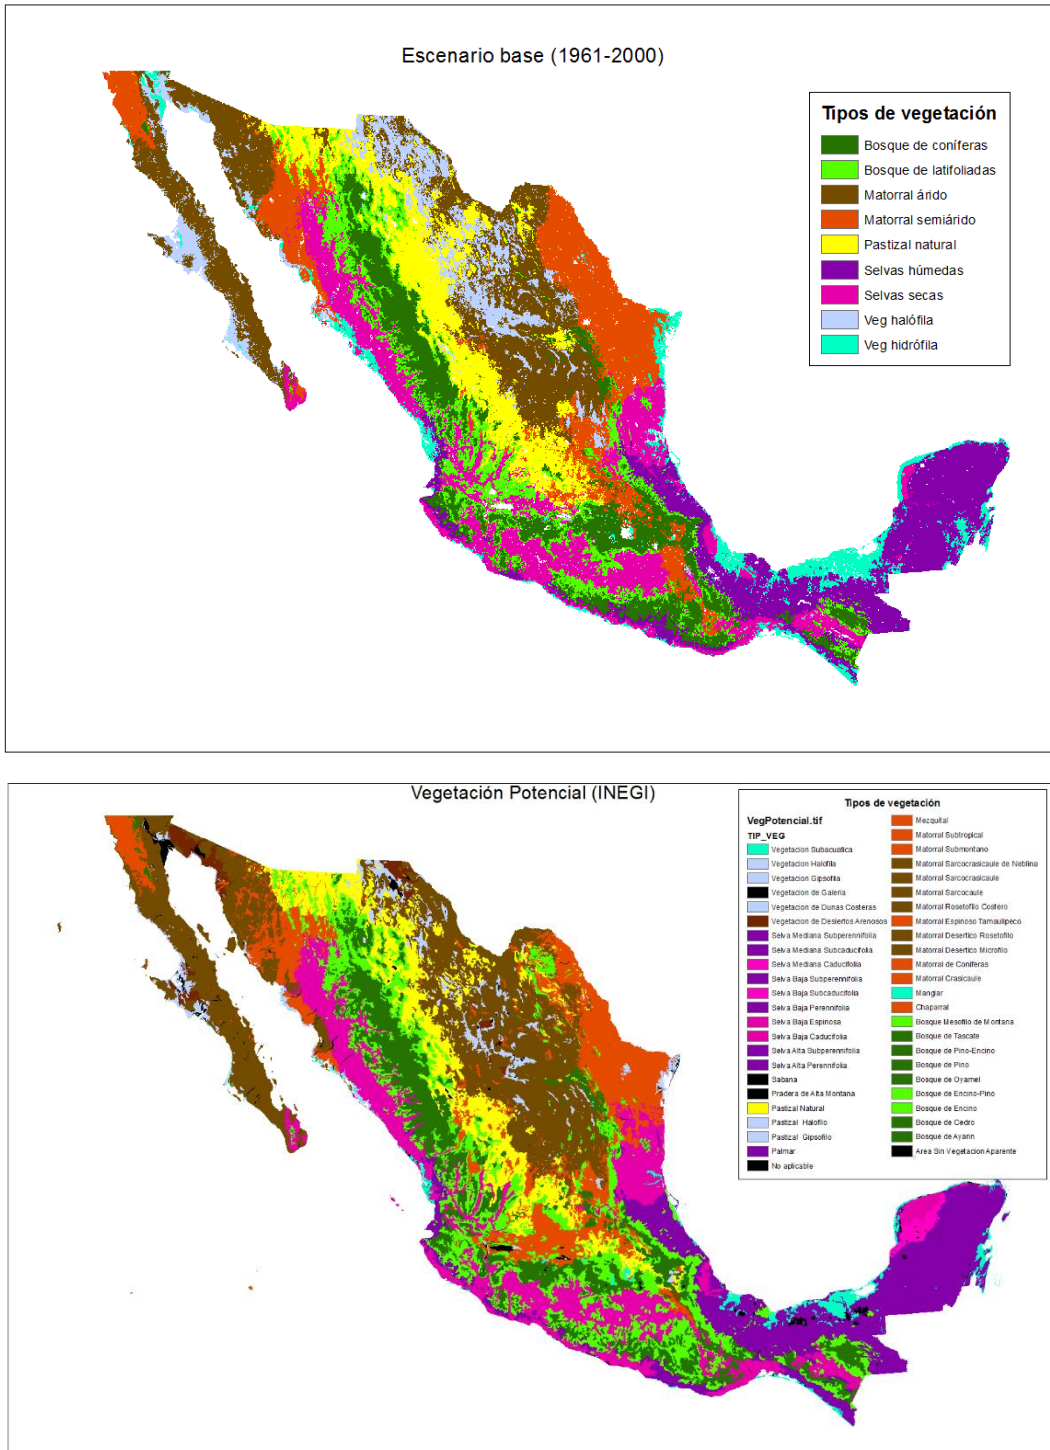 Escenario base (1961-2000)
Tipos de vegetación
Bosque de coníferas
Bosque de latifoliadas
Matorral árido
Matorral semiárido
Pastizal natural
Selvas húmedas
Selvas secas
Veg halófila
Veg hidrófila
Vegetación Potencial (INEGI)
Tipos de vegetación
VegPotencial.tif
TIP_VEG
Vegetacion Subacuatica
Vegetacion Halofila
Vegetacion Gipsofila
Vegetacion de Galeria
Vegetacion de Dunas Costeras
Vegetacion de Desiertos Arenosos
Selva Mediana Subperennifolia
Selva Mediana Subcaducifolia
Selva Mediana Caducifolia
Selva Baja Subperennifolia
Selva Baja Subcaducifolia
Selva Baja Perennifolia
Selva Baja Espinosa
Selva Baja Caducifolia
Selva Alta Subperennifolia
Selva Alta Perennifolia
Sabana
Pradera de Alta Montana
Pastizal Natural
Pastizal Halofilo
Pastizal Gipsofilo
Palmar
No aplicable
Mezquital
Matorral Subtropical
Matorral Submontano
Matorral Sarcocrasicaule de Neblina
Matorral Sarcocrasicaule
Matorral Sarcocaule
Matorral Rosetofilo Costero
Matorral Espinoso Tamaulipeco
Matorral Desertico Rosetofilo
Matorral Desertico Microfilo
Matorral de Coniferas
Matorral Crasicaule
Manglar
Chaparral
Bosque Mesofilo de Montana
Bosque de Tascate
Bosque de Pino-Encino
Bosque de Pino
Bosque de Oyamel
Bosque de Encino-Pino
Bosque de Encino
Bosque de Cedro
Bosque de Ayarin
Area Sin Vegetacion Aparente